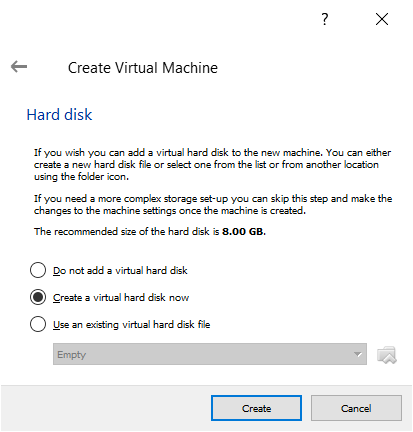 ?
Create Virtual Machine
Hard disk
If you wish you can add a virtual hard disk to the new machine. You can either
create a new hard disk file or select one from the list or from another location
using the folder icon.
If you need a more complex storage set-up you can skip this step and make the
changes to the machine settings once the machine is created.
The recommended size of the hard disk is 8.00 GB.
Do not add a virtual hard disk
Create a virtual hard disk now
Use an existing virtual hard disk file
Empty
Create
Cancel